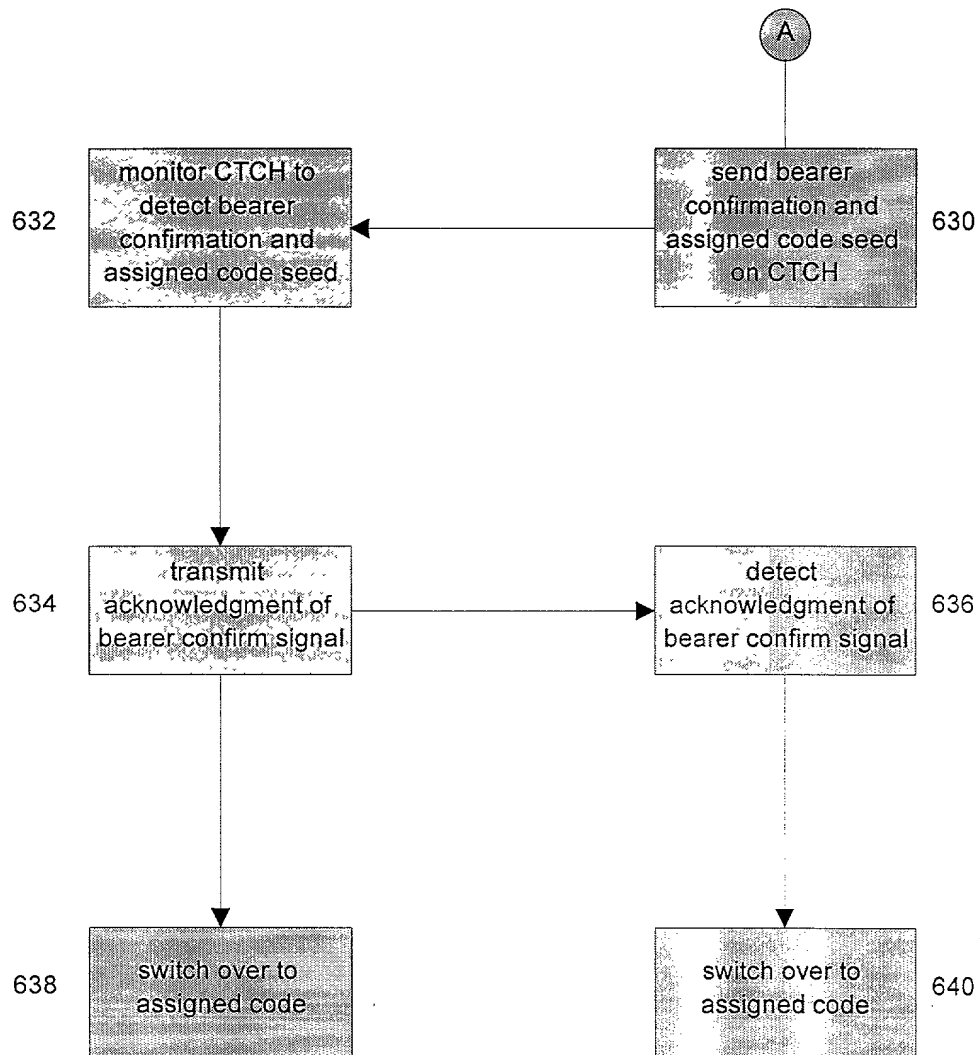 A
632
monitor CTCH to
detect bearer
confirmation and
assigned code seed
send bearer
confirmation and
assigned code seed
on CTCH
630
634
transmit
acknowledgment of
bearer confirm signal
detect
acknowledgment of
bearer confirm signal
636
638
switch over to
assigned code
switch over to
assigned code
640